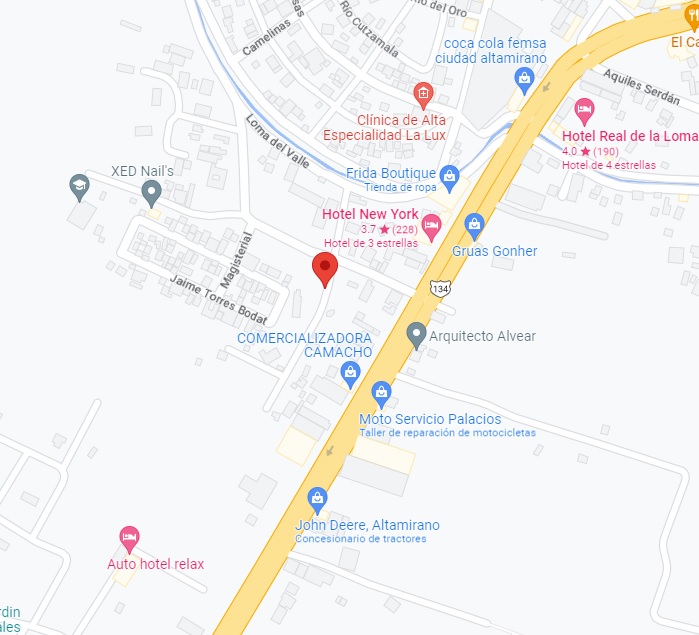 Río del Oro
Camelinas
Río Cutzamala
coca cola femsa
ciudad altamirano
El Ca
Aquiles Serdán
Clínica de Alta
Especialidad La Lux
Loma del Valle
Hotel Real de la Loma
4.0 ★ (190)
Hotel de 4 estrellas
XED Nail's
Frida Boutique
Tienda de ropa
Hotel New York
3.7 ★ (228)
Hotel de 3 estrellas
Gruas Gonher
Magisterial
Jaime Torres Bodat
134
COMERCIALIZADORA
CAMACHO
Arquitecto Alvear
Moto Servicio Palacios
Taller de reparación de motocicletas
John Deere, Altamirano
Concesionario de tractores
Auto hotel relax
rdin
ales